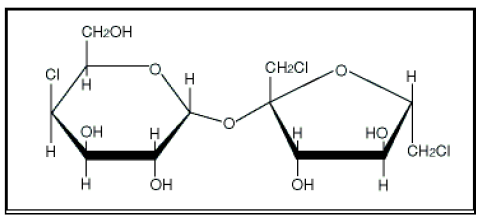 CH2OH
Cl O CH2Cl O H
H H
O
OH H H HO CH2Cl
H
H OH OH H